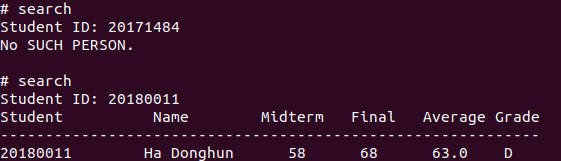 # search
Student ID: 20171484
No SUCH PERSON.
# search
Student ID: 20180011
Student Name Midterm Final Average Grade
------------------------------------------------------------
20180011 Ha Donghun 58 68 63.0 D